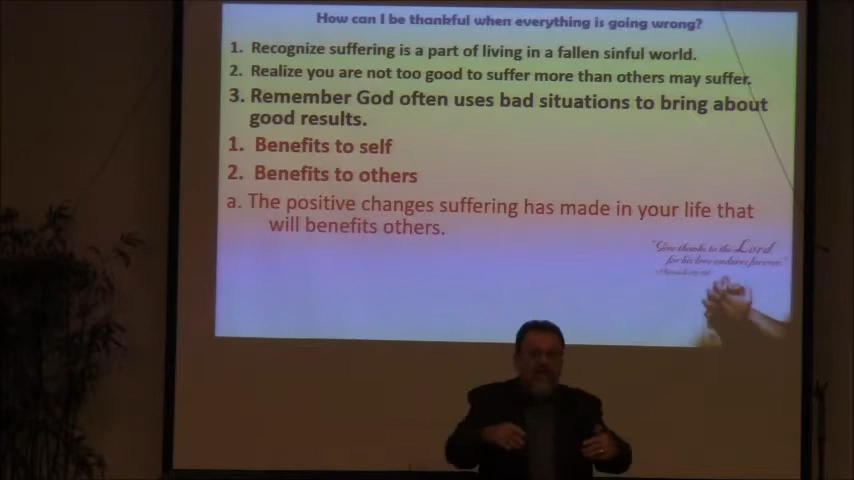 How can I be thankful when everything is going wrong?
1. Recognize suffering is a part of living in a fallen sinful world.
2. Realize you are not too good to suffer more than others may suffer.
3. Remember God often uses bad situations to bring about
good results.
1. Benefits to self
2. Benefits to others
a. The positive changes suffering has made in your life that
will benefits others.
"Give thanks to the Lord,
for his love endures forever."